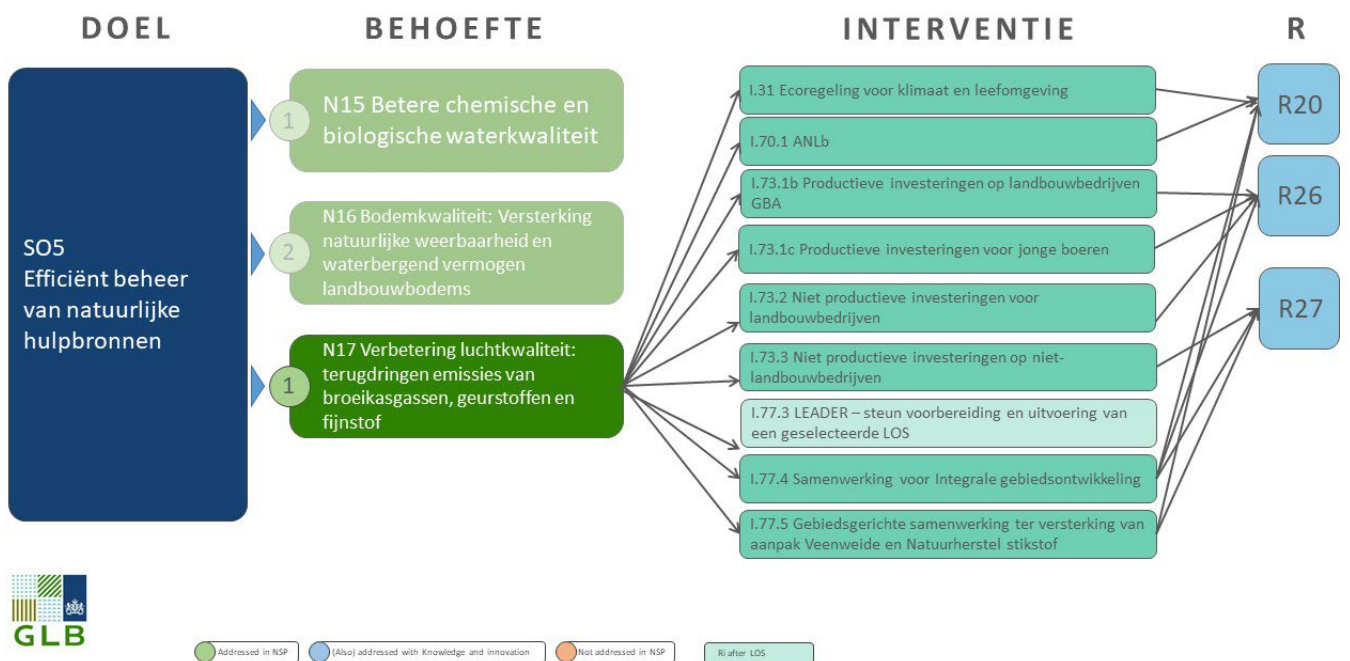 DOEL
BEHOEFTE
INTERVENTIE
R
SO5
Efficiënt beheer
van natuurlijke
hulpbronnen
1
N15 Betere chemische en
biologische waterkwaliteit
2
N16 Bodemkwaliteit: Versterking
natuurlijke weerbaarheid en
waterbergend vermogen
landbouwbodems
1
N17 Verbetering luchtkwaliteit:
terugdringen emissies van
broeikasgassen, geurstoffen en
fijnstof
I.31 Ecoregeling voor klimaat en leefomgeving
I.70.1 ANLb
I.73.1b Productieve investeringen op landbouwbedrijven
GBA
I.73.1c Productieve investeringen voor jonge boeren
I.73.2 Niet productieve investeringen voor
landbouwbedrijven
I.73.3 Niet productieve investeringen op niet-
landbouwbedrijven
I.77.3 LEADER – steun voorbereiding en uitvoering van
een geselecteerde LOS
I.77.4 Samenwerking voor Integrale gebiedsontwikkeling
I.77.5 Gebiedsgerichte samenwerking ter versterking van
aanpak Veenweide en Natuurherstel stikstof
R20
R26
R27
GLB
Addressed in NSP
(Also) addressed with Knowledge and innovation
Not addressed in NSP
Ri after LOS